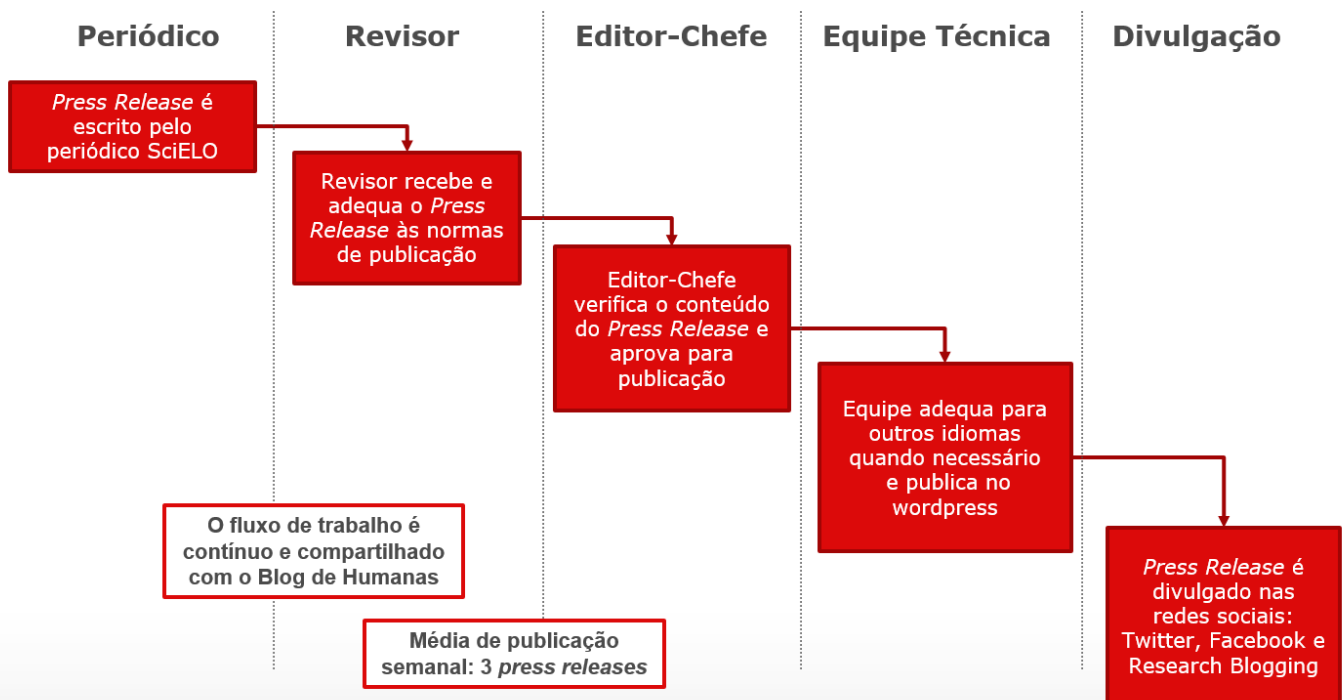 Periódico
Revisor
Editor-Chefe
Equipe Técnica
Divulgação
Press Release é
escrito pelo
periódico SciELO
Revisor recebe e
adequa o Press
Release às normas
de publicação
Editor-Chefe
verifica o conteúdo
do Press Release e
aprova para
publicação
Equipe adequa para
outros idiomas
quando necessário
e publica no
wordpress
Press Release é
divulgado nas
redes sociais:
Twitter, Facebook e
Research Blogging
O fluxo de trabalho é
contínuo e compartilhado
com o Blog de Humanas
Média de publicação
semanal: 3 press releases